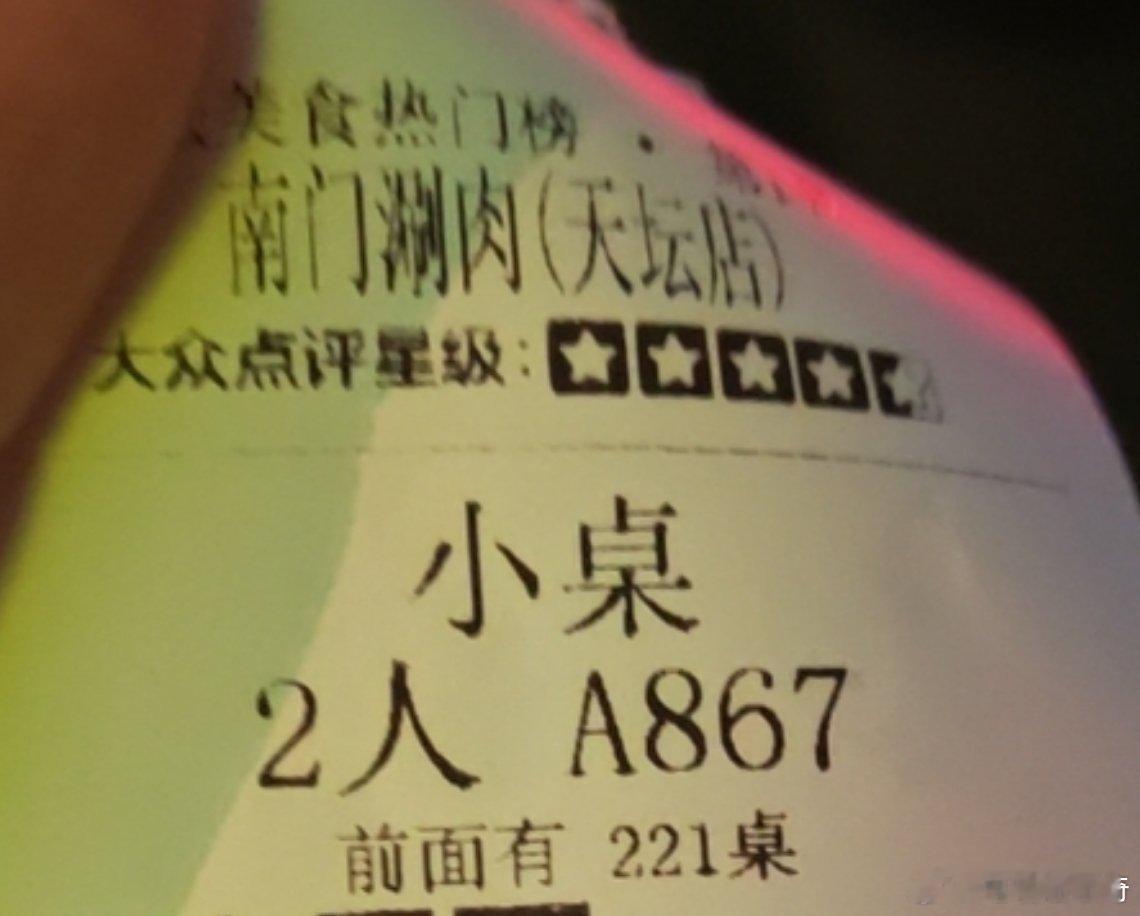 美食热门榜 ·
南门涮肉(天坛店)
大众点评星级:
小桌
2人 A867
前面有 221桌